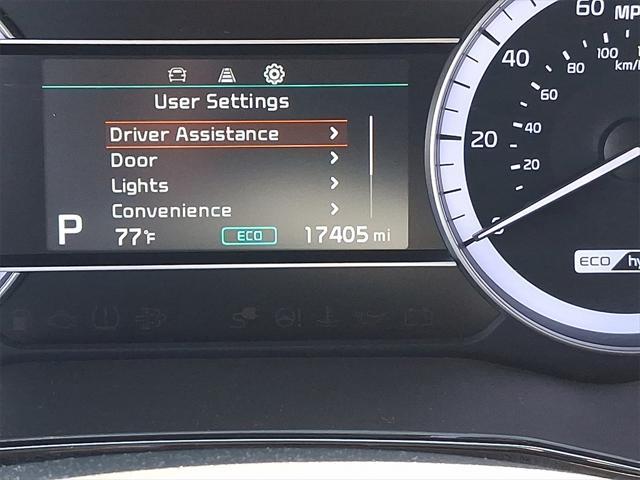 User Settings
Driver Assistance >
Door >
Lights >
Convenience >
P 77°F ECO 17405 mi
60 MP
40
20
0
100
80
60
40
20
km/
ECO hy